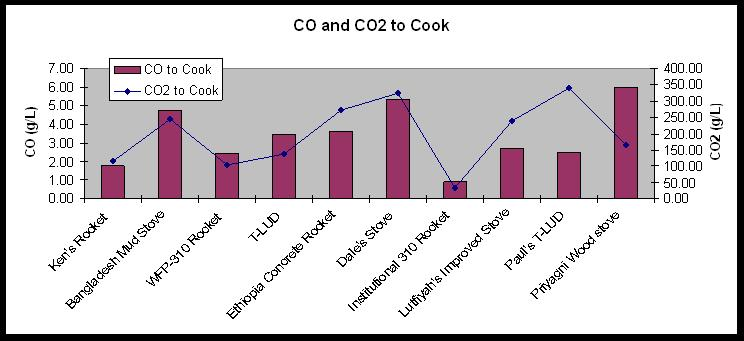 CO and CO2 to Cook
CO to Cook
CO2 to Cook
CO (g/L)
7.00
6.00
5.00
4.00
3.00
2.00
1.00
0.00
400.00
350.00
300.00
250.00
200.00
150.00
100.00
50.00
0.00
CO2 (g/L)
Ken's Rocket
Bangladesh Mud Stove
WFP-310 Rocket
T-LUD
Ethiopia Concrete Rocket
Dale's Stove
Institutional 310 Rocket
Lutfiyah's Improved Stove
Paul's T-LUD
Priyagni Wood stove